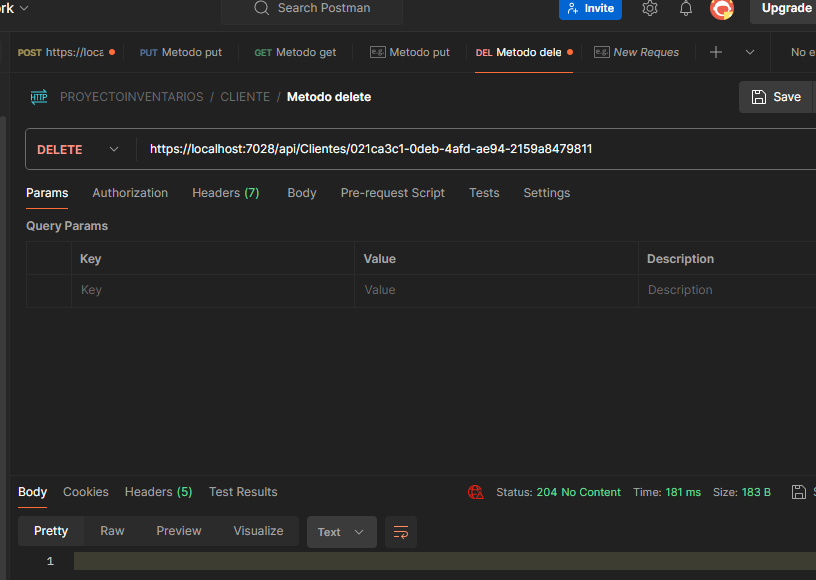 rk Search Postman Invite Upgrade
POST https://loca PUT Metodo put GET Metodo get e.g. Metodo put DEL Metodo dele e.g. New Reques No e
HTTP PROYECTOINVENTARIOS / CLIENTE / Metodo delete Save
DELETE https://localhost:7028/api/Clientes/021ca3c1-0deb-4afd-ae94-2159a8479811
Params Authorization Headers (7) Body Pre-request Script Tests Settings
Query Params
Key Value Description
Key Value Description
Body Cookies Headers (5) Test Results Status: 204 No Content Time: 181 ms Size: 183 B S
Pretty Raw Preview Visualize Text
1